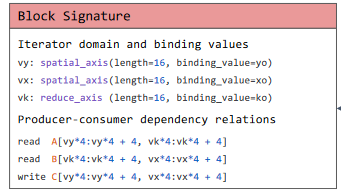 Block Signature
Iterator domain and binding values
vy: spatial_axis(length=16, binding_value=yo)
vx: spatial_axis(length=16, binding_value=xo)
vk: reduce_axis (length=16, binding_value=ko)
Producer-consumer dependency relations
read A[vy*4:vy*4 + 4, vk*4:vk*4 + 4]
read B[vk*4:vk*4 + 4, vx*4:vx*4 + 4]
write C[vy*4:vy*4 + 4, vx*4:vx*4 + 4]